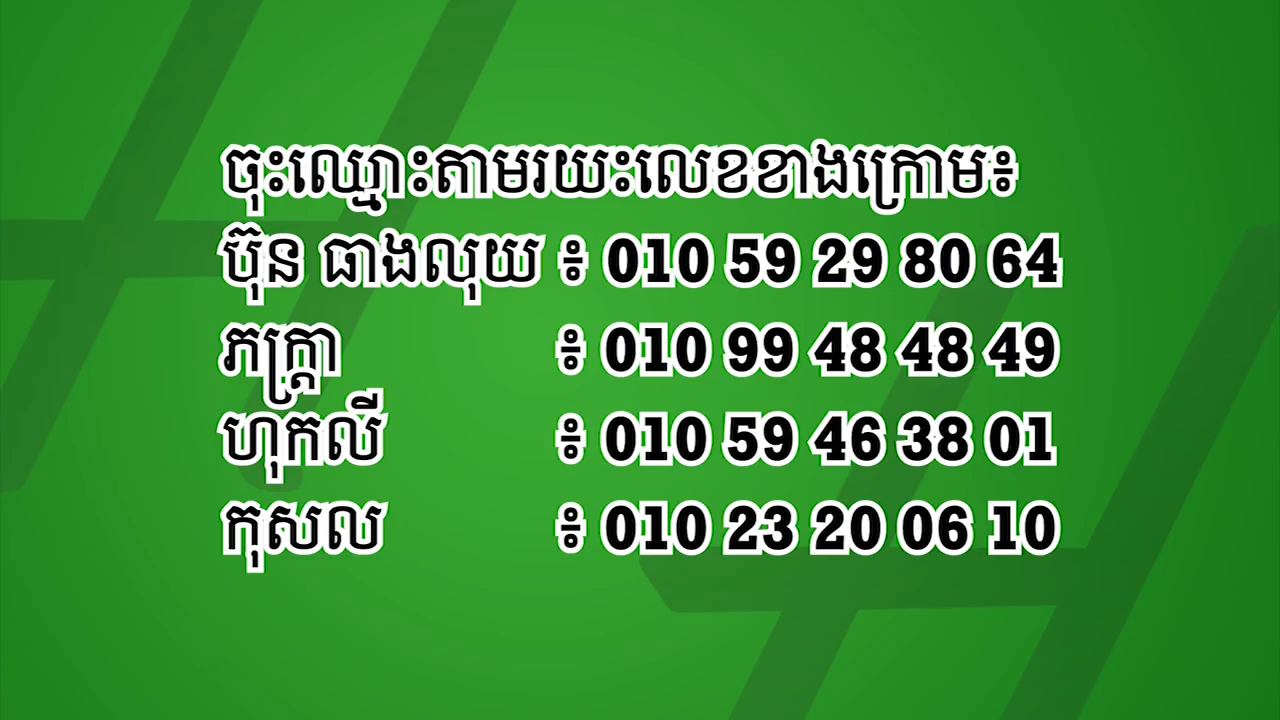 ចុះឈ្មោះតាមរយះលេខខាងក្រោម៖
ប៊ុន ធាងលុយ ៖ 010 59 29 80 64
ភក្ត្រា ៖ 010 99 48 48 49
ហុកលី ៖ 010 59 46 38 01
កុសល ៖ 010 23 20 06 10